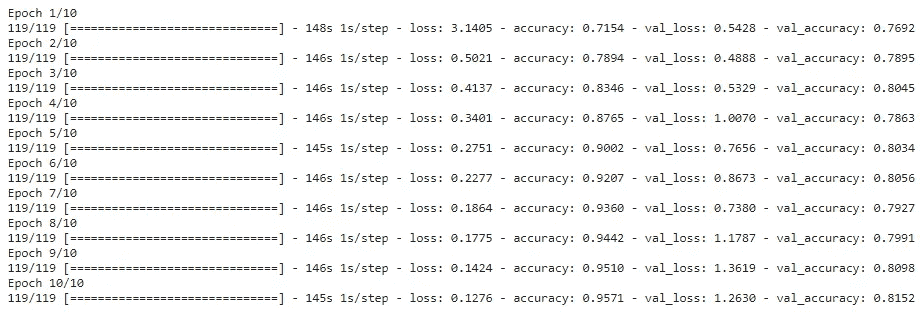 Epoch 1/10
119/119 [==============================] - 148s 1s/step - loss: 3.1405 - accuracy: 0.7154 - val_loss: 0.5428 - val_accuracy: 0.7692
Epoch 2/10
119/119 [==============================] - 146s 1s/step - loss: 0.5021 - accuracy: 0.7894 - val_loss: 0.4888 - val_accuracy: 0.7895
Epoch 3/10
119/119 [==============================] - 146s 1s/step - loss: 0.4137 - accuracy: 0.8346 - val_loss: 0.5329 - val_accuracy: 0.8045
Epoch 4/10
119/119 [==============================] - 146s 1s/step - loss: 0.3401 - accuracy: 0.8765 - val_loss: 1.0070 - val_accuracy: 0.7863
Epoch 5/10
119/119 [==============================] - 145s 1s/step - loss: 0.2751 - accuracy: 0.9002 - val_loss: 0.7656 - val_accuracy: 0.8034
Epoch 6/10
119/119 [==============================] - 146s 1s/step - loss: 0.2277 - accuracy: 0.9207 - val_loss: 0.8673 - val_accuracy: 0.8056
Epoch 7/10
119/119 [==============================] - 146s 1s/step - loss: 0.1864 - accuracy: 0.9360 - val_loss: 0.7380 - val_accuracy: 0.7927
Epoch 8/10
119/119 [==============================] - 146s 1s/step - loss: 0.1775 - accuracy: 0.9442 - val_loss: 1.1787 - val_accuracy: 0.7991
Epoch 9/10
119/119 [==============================] - 146s 1s/step - loss: 0.1424 - accuracy: 0.9510 - val_loss: 1.3619 - val_accuracy: 0.8098
Epoch 10/10
119/119 [==============================] - 145s 1s/step - loss: 0.1276 - accuracy: 0.9571 - val_loss: 1.2630 - val_accuracy: 0.8152